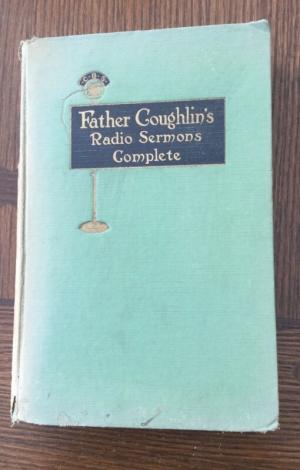 C·B·S
Father Coughlin's
Radio Sermons
Complete